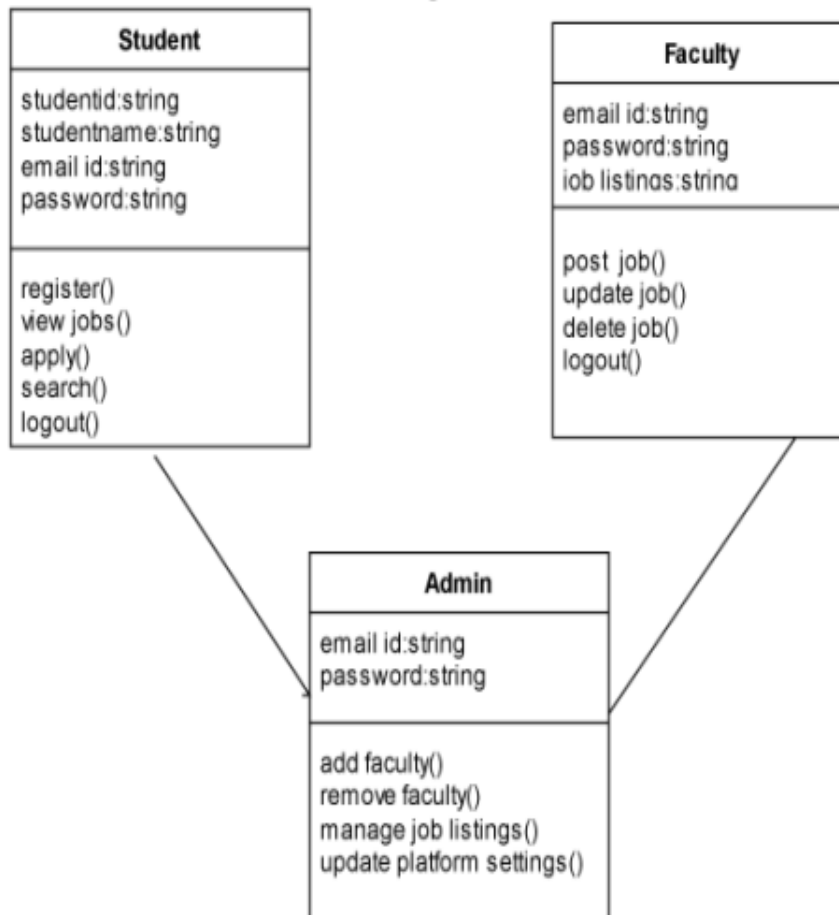 Student
studentid:string
studentname:string
email id:string
password:string
register()
view jobs()
apply()
search()
logout()
Faculty
email id:string
password:string
job listings:string
post job()
update job()
delete job()
logout()
Admin
email id:string
password:string
add faculty()
remove faculty()
manage job listings()
update platform settings()